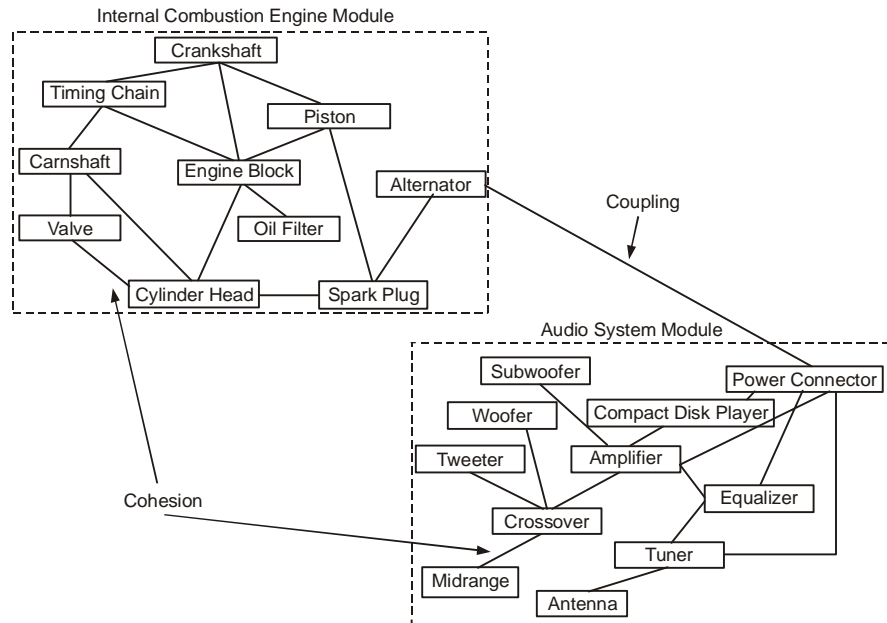 Internal Combustion Engine Module
Crankshaft
Timing Chain
Piston
Carnshaft
Engine Block
Alternator
Valve
Oil Filter
Cylinder Head
Spark Plug
Coupling
Audio System Module
Subwoofer
Power Connector
Woofer
Compact Disk Player
Tweeter
Amplifier
Equalizer
Cohesion
Crossover
Tuner
Midrange
Antenna